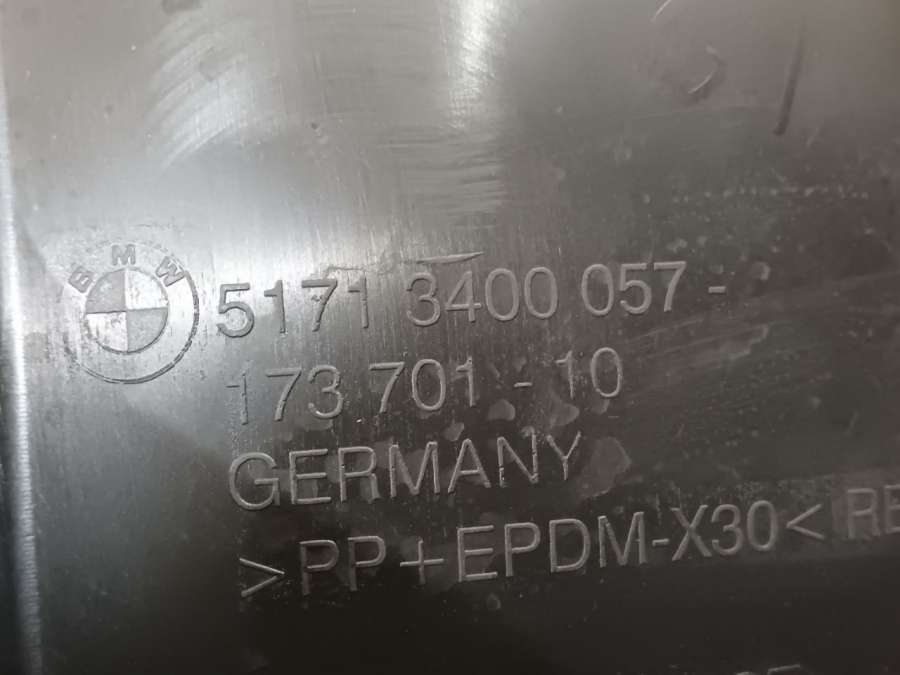 BMW
5171 3400 057 -
173 701 - 10
GERMANY
>PP+EPDM-X30<